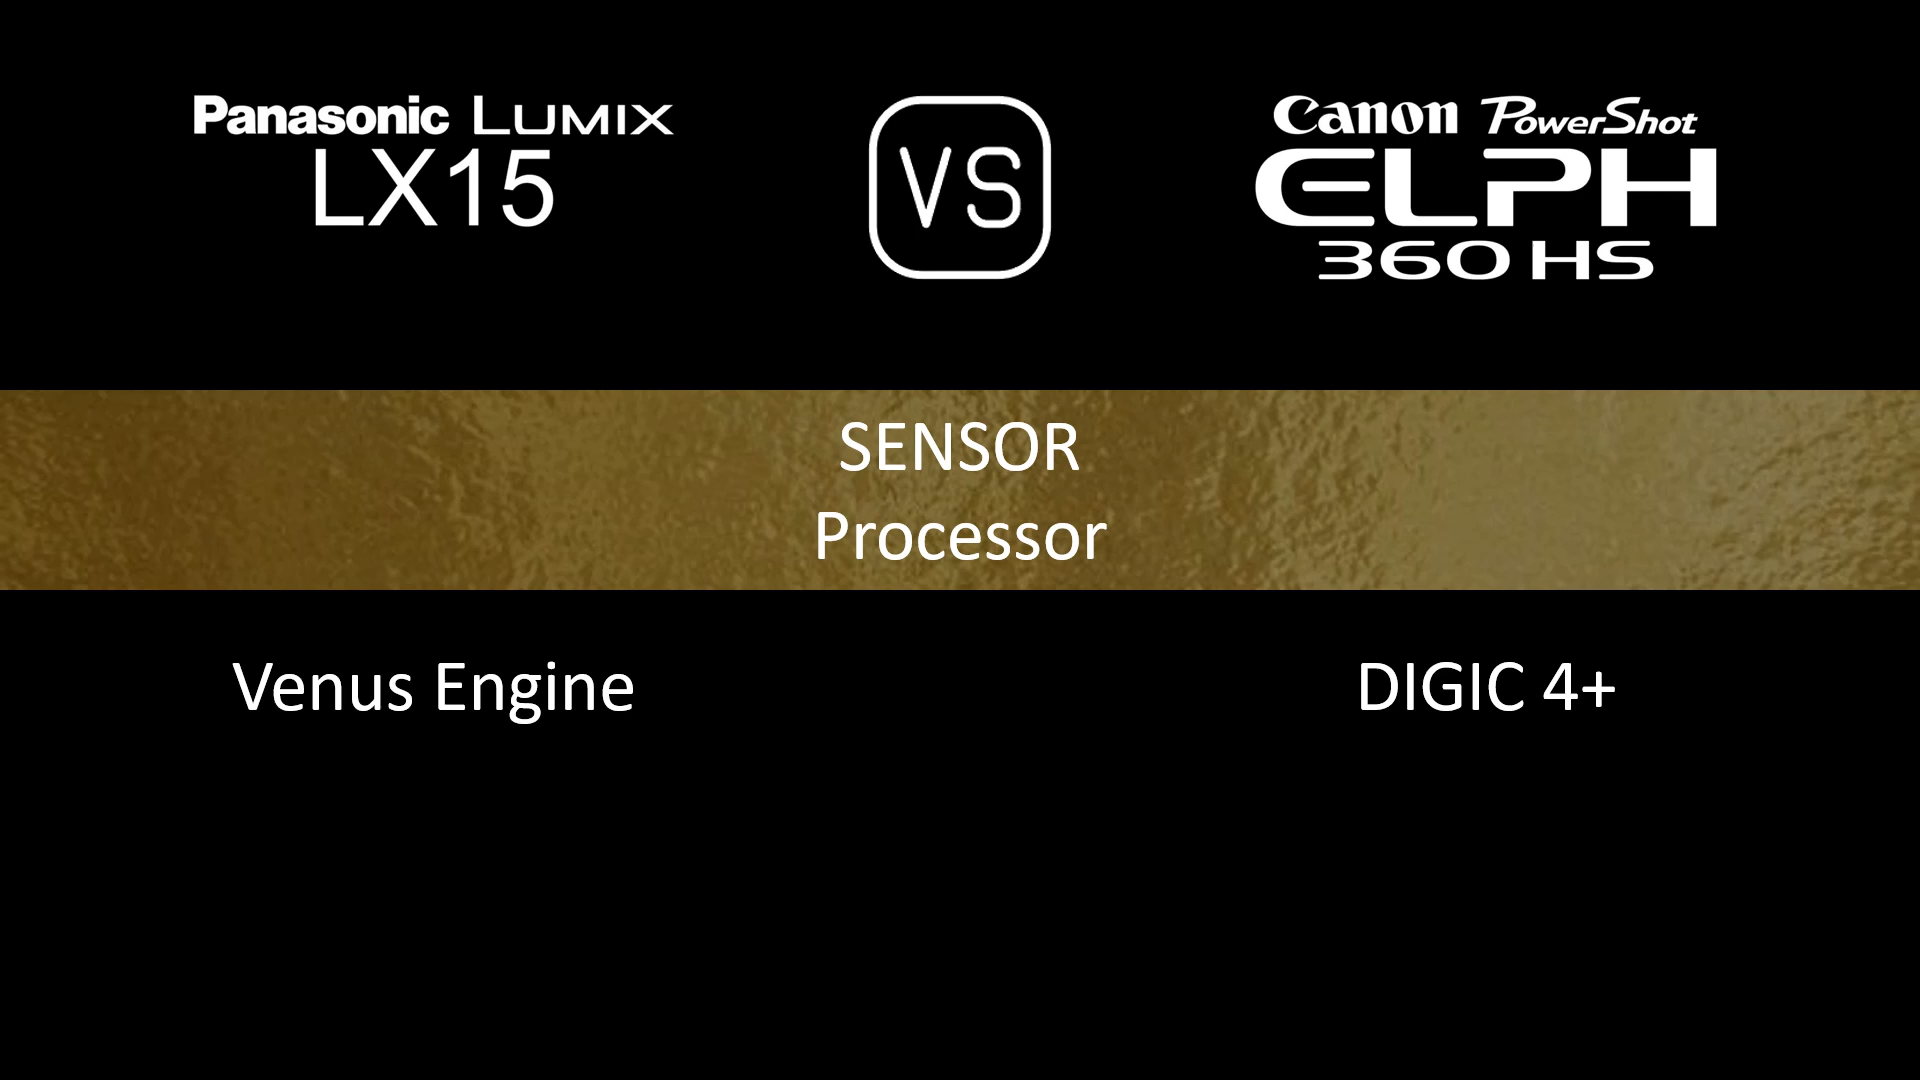 Panasonic LUMIX
LX15
VS
Canon PowerShot
ELPH
360 HS
SENSOR
Processor
Venus Engine
DIGIC 4+